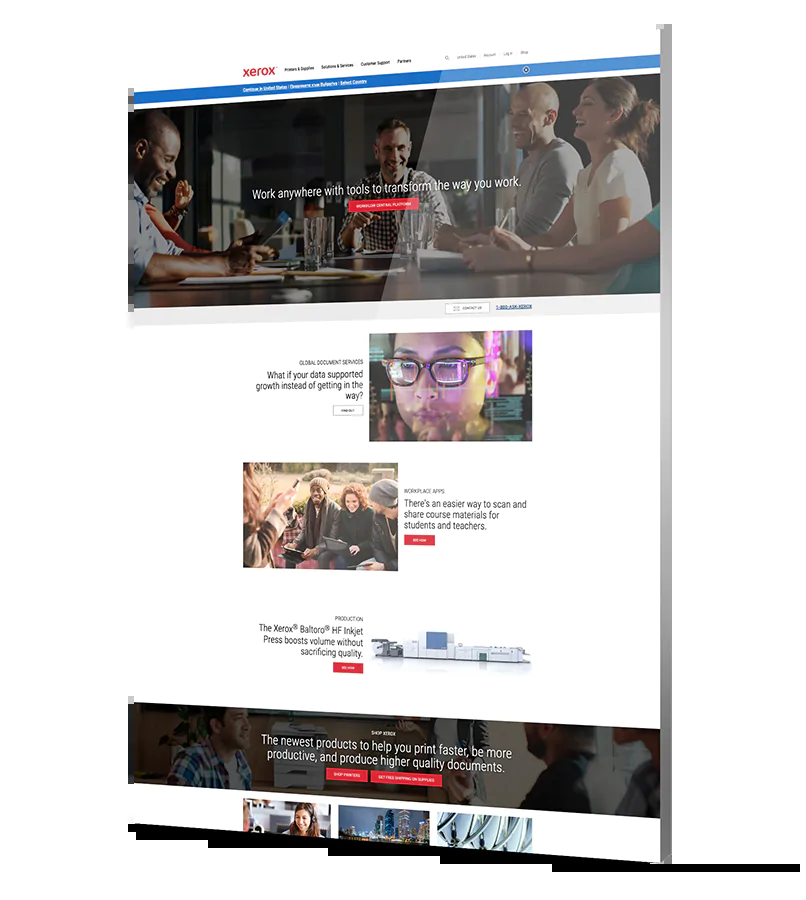 xerox™
Printers & Supplies Solutions & Services Customer Support Partners
United States Account Log In Shop
Continue in United States | Продължете към Bulgaria | Select Country
Work anywhere with tools to transform the way you work.
WORKFLOW CENTRAL PLATFORM
CONTACT US 1-800-ASK-XEROX
GLOBAL DOCUMENT SERVICES
What if your data supported
growth instead of getting in the
way?
FIND OUT
WORKPLACE APPS
There's an easier way to scan and
share course materials for
students and teachers.
SEE HOW
PRODUCTION
The Xerox® Baltoro® HF Inkjet
Press boosts volume without
sacrificing quality.
SEE HOW
SHOP XEROX
The newest products to help you print faster, be more
productive, and produce higher quality documents.
SHOP PRINTERS GET FREE SHIPPING ON SUPPLIES